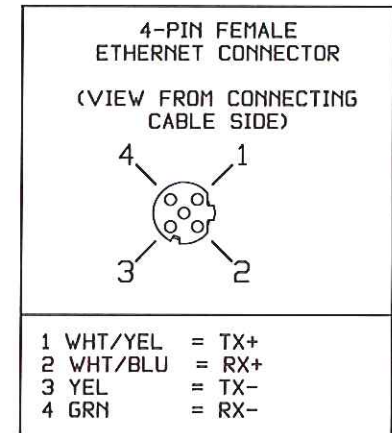 4-PIN FEMALE
ETHERNET CONNECTOR
(VIEW FROM CONNECTING
CABLE SIDE)
4 1
3 2
1 WHT/YEL = TX+
2 WHT/BLU = RX+
3 YEL = TX-
4 GRN = RX-